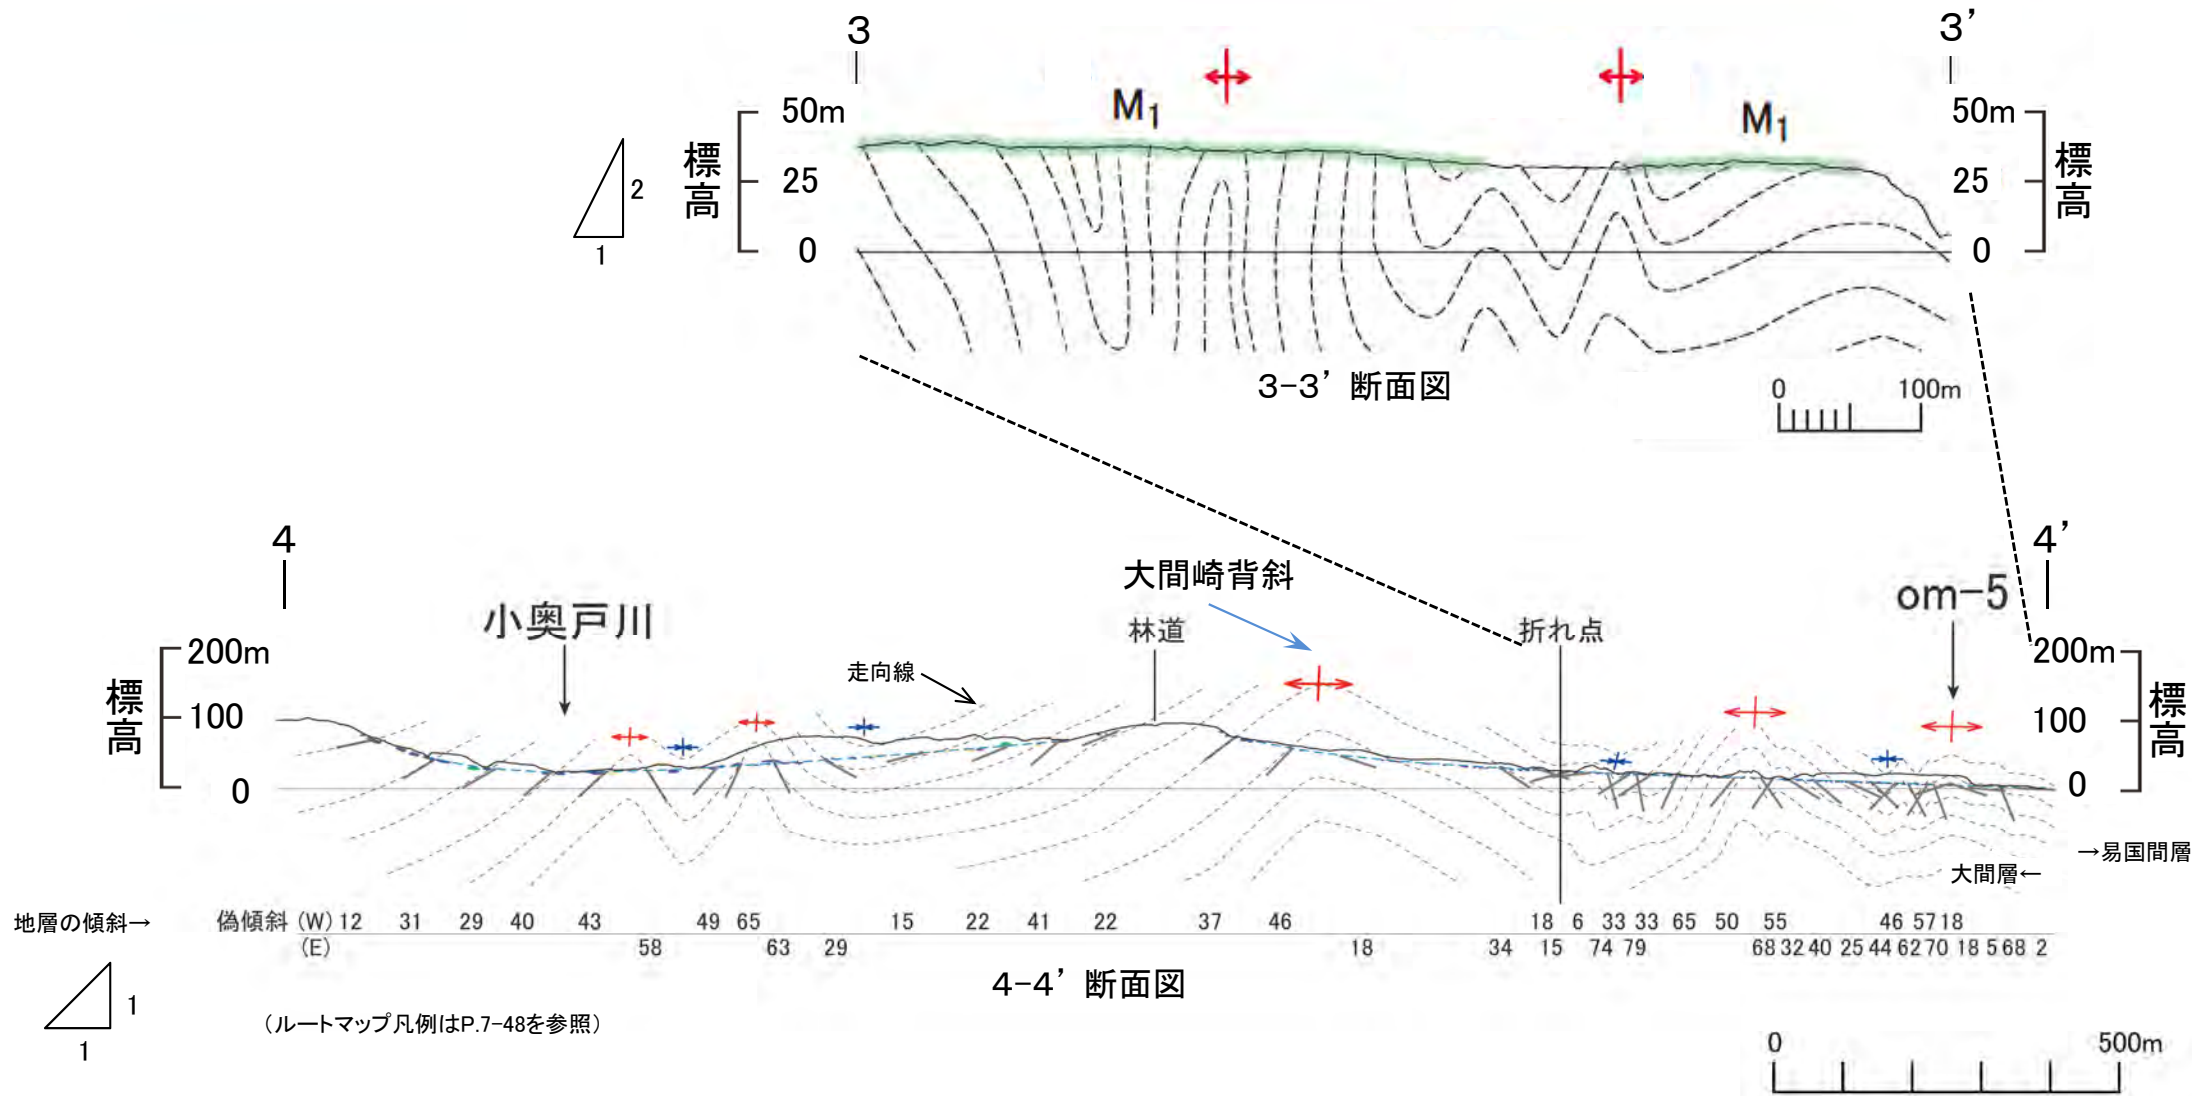 3
3’
M1
M1
50m
25
0
標高
2
1
50m
25
0
標高
3-3’ 断面図
0
100m
4
4’
大間崎背斜
om-5
小奥戸川
林道
折れ点
走向線
200m
100
0
標高
200m
100
0
標高
→易国間層
大間層←
地層の傾斜→
偽傾斜 (W) 12 31 29 40 43 49 65 15 22 41 22 37 46 18 6 33 33 65 50 55 46 57 18
(E) 58 63 29 18 34 15 74 79 68 32 40 25 44 62 70 18 5 68 2
4-4’ 断面図
1
1
（ルートマップ凡例はP.7-48を参照）
0
500m